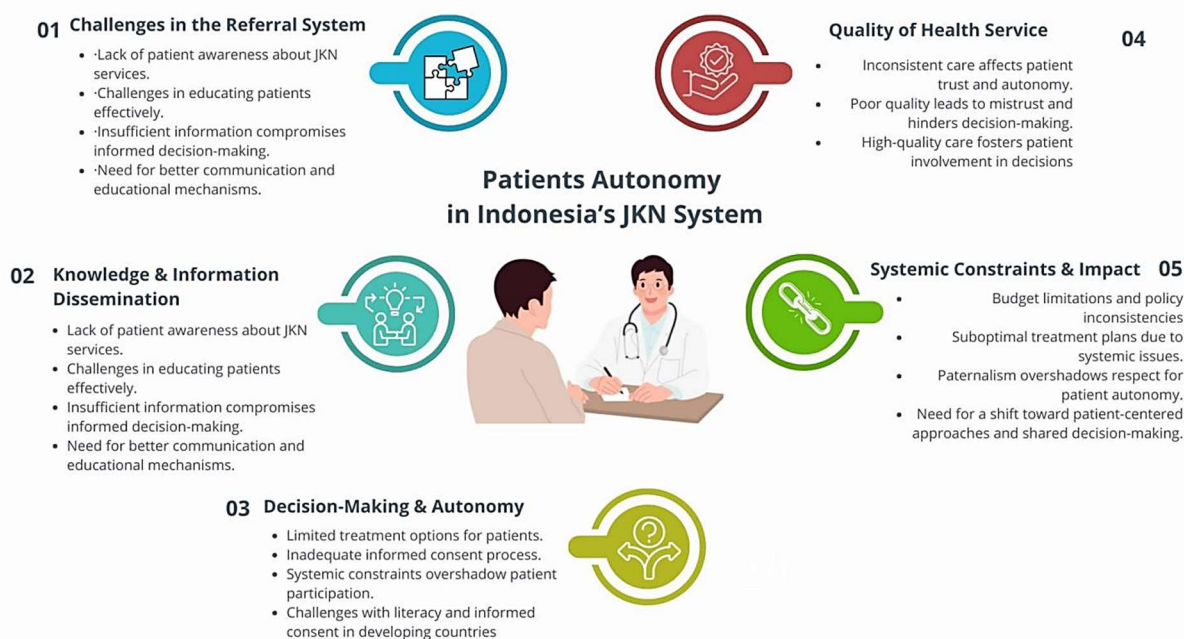 01 Challenges in the Referral System
• ·Lack of patient awareness about JKN
services.
• ·Challenges in educating patients
effectively.
• ·Insufficient information compromises
informed decision-making.
• ·Need for better communication and
educational mechanisms.
Quality of Health Service
04
• Inconsistent care affects patient
trust and autonomy.
• Poor quality leads to mistrust and
hinders decision-making.
• High-quality care fosters patient
involvement in decisions
Patients Autonomy
in Indonesia’s JKN System
02 Knowledge & Information
Dissemination
• Lack of patient awareness about JKN
services.
• Challenges in educating patients
effectively.
• Insufficient information compromises
informed decision-making.
• Need for better communication and
educational mechanisms.
Systemic Constraints & Impact 05
• Budget limitations and policy
inconsistencies
• Suboptimal treatment plans due to
systemic issues.
• Paternalism overshadows respect for
patient autonomy.
• Need for a shift toward patient-centered
approaches and shared decision-making.
03 Decision-Making & Autonomy
• Limited treatment options for patients.
• Inadequate informed consent process.
• Systemic constraints overshadow patient
participation.
• Challenges with literacy and informed
consent in developing countries
?